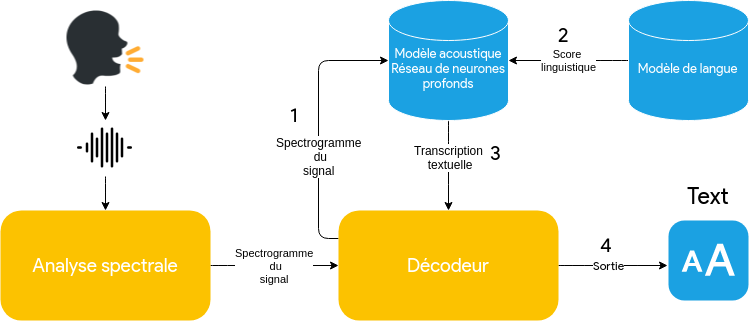 2
Modèle acoustique
Réseau de neurones
profonds
Score
linguistique
Modèle de langue
1
Spectrogramme
du
signal
Transcription
textuelle
3
Text
Analyse spectrale
Spectrogramme
du
signal
Décodeur
4
Sortie
AA